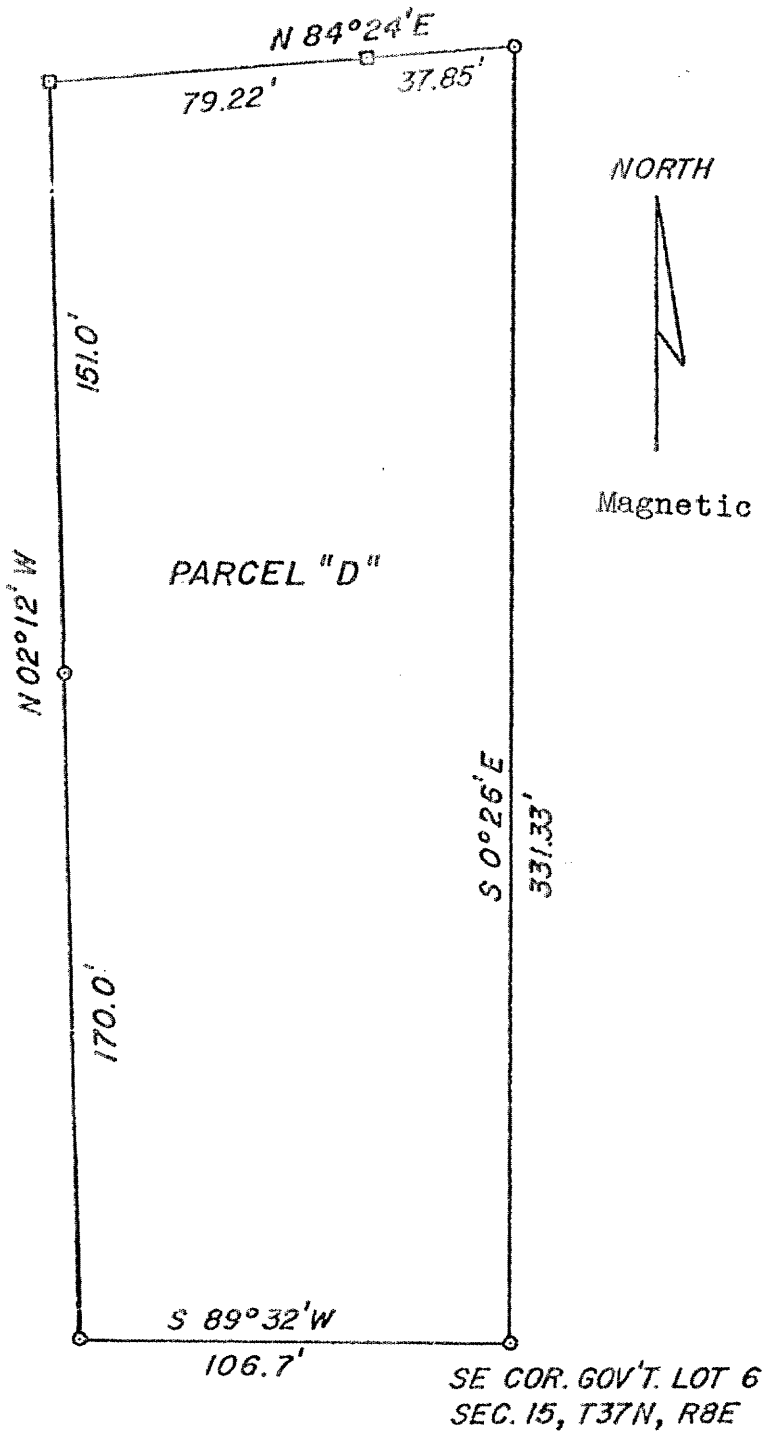 N 84°24'E
79.22'
37.85'
NORTH
Magnetic
151.0'
PARCEL "D"
N 02°12' W
S 0°26'E
331.33'
170.0'
S 89°32'W
106.7'
SE COR. GOV'T. LOT 6
SEC. 15, T37N, R8E